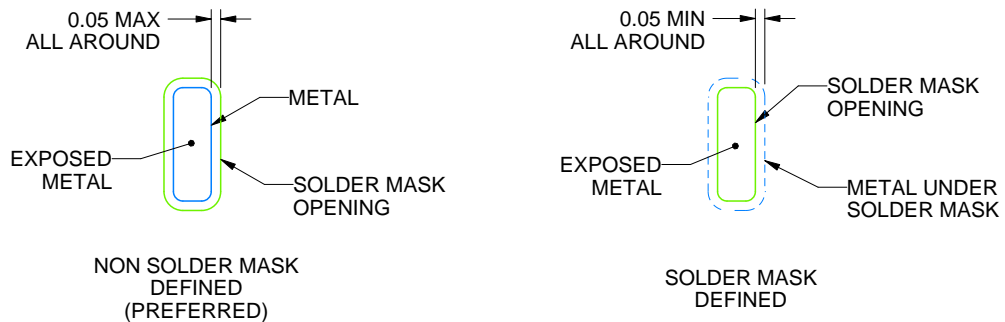 0.05 MAX
ALL AROUND
METAL
EXPOSED
METAL
SOLDER MASK
OPENING
NON SOLDER MASK
DEFINED
(PREFERRED)
0.05 MIN
ALL AROUND
SOLDER MASK
OPENING
EXPOSED
METAL
METAL UNDER
SOLDER MASK
SOLDER MASK
DEFINED